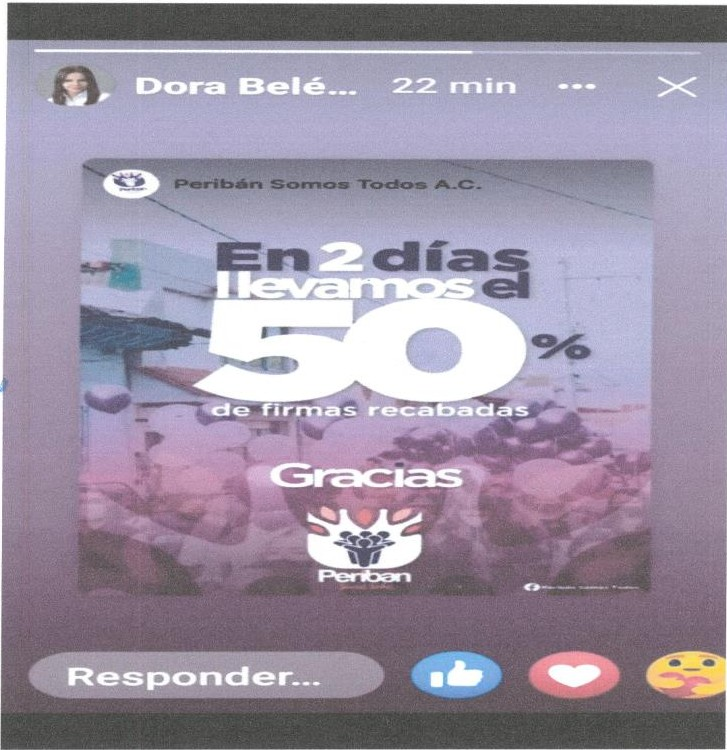 Dora Belé... 22 min
Peribán Somos Todos A.C.
En 2 días
llevamos el
50%
de firmas recabadas
Gracias
Periban
Responder...